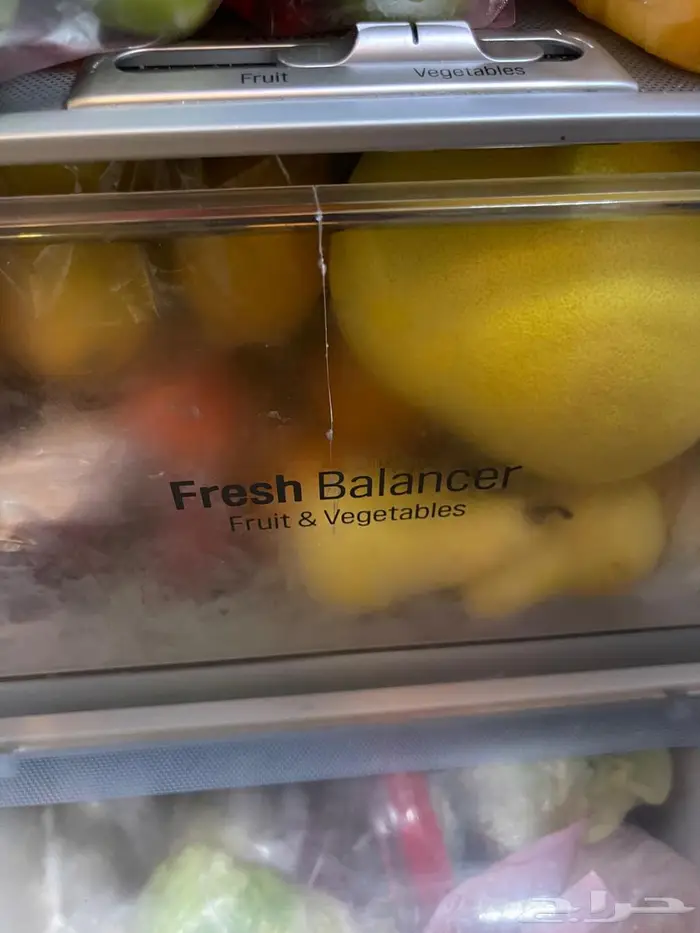 Fruit
Vegetables
Fresh Balancer
Fruit & Vegetables
حراج